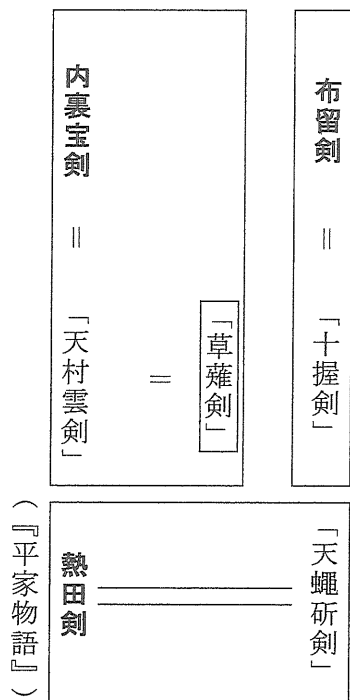 布留剣 ＝ 「十握剣」
「天蠅斫剣」
「草薙剣」
＝
内裏宝剣 ＝ 「天村雲剣」
熱田剣
（『平家物語』）